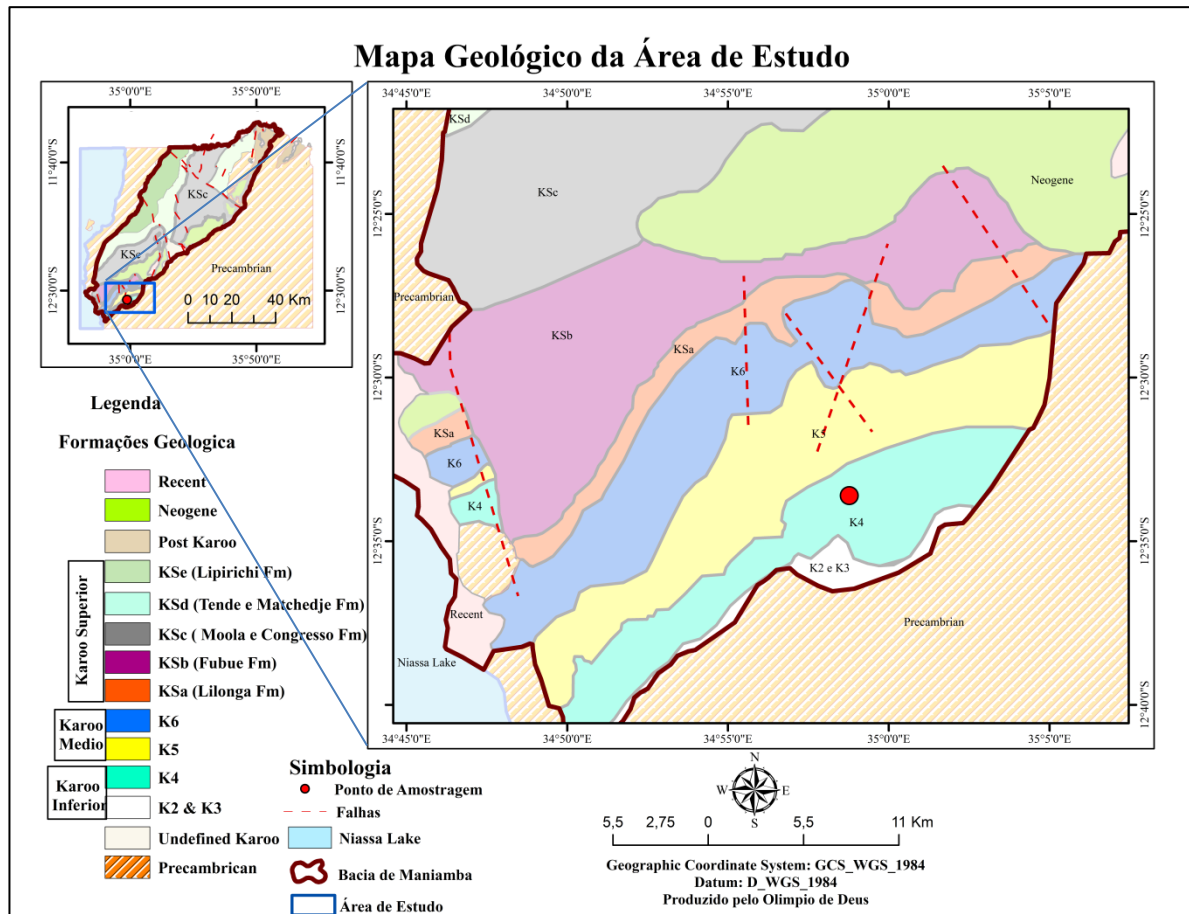 Mapa Geológico da Área de Estudo
35°0'0"E 35°50'0"E
11°40'0"S
12°30'0"S
KSc
KSc
Precambrian
0 10 20 40 Km
11°40'0"S
12°30'0"S
35°0'0"E 35°50'0"E
34°45'0"E 34°50'0"E 34°55'0"E 35°0'0"E 35°5'0"E
12°25'0"S
12°30'0"S
12°35'0"S
12°40'0"S
KSd
KSc
Neogene
Precambrian
KSb
KSa
K6
KSa
K5
K6
K4
K4
K2 e K3
Recent
Precambrian
Niassa Lake
12°25'0"S
12°30'0"S
12°35'0"S
12°40'0"S
34°45'0"E 34°50'0"E 34°55'0"E 35°0'0"E 35°5'0"E
Legenda
Formações Geologica
Recent
Neogene
Post Karoo
Karoo Superior
KSe (Lipirichi Fm)
KSd (Tende e Matchedje Fm)
KSc ( Moola e Congresso Fm)
KSb (Fubue Fm)
KSa (Lilonga Fm)
Karoo
Medio
K6
K5
Karoo
Inferior
K4
K2 & K3
Undefined Karoo
Precambrican
Simbologia
Ponto de Amostragem
Falhas
Niassa Lake
Bacia de Maniamba
Área de Estudo
N
W E
S
5,5 2,75 0 5,5 11 Km
Geographic Coordinate System: GCS_WGS_1984
Datum: D_WGS_1984
Produzido pelo Olimpio de Deus